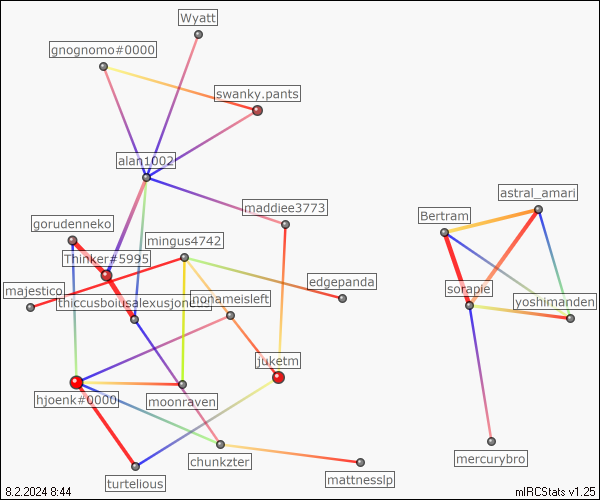 Wyatt
gnognomo#0000
swanky.pants
alan1002
astral_amari
maddiee3773
Bertram
gorudenneko
mingus4742
Thinker#5995
edgepanda
sorapie
majestico
nonameisleft
yoshimanden
juketm
hjoenk#0000
moonraven
mercurybro
chunkzter
mattnesslp
turtelious
8.2.2024 8:44
mIRCStats v1.25